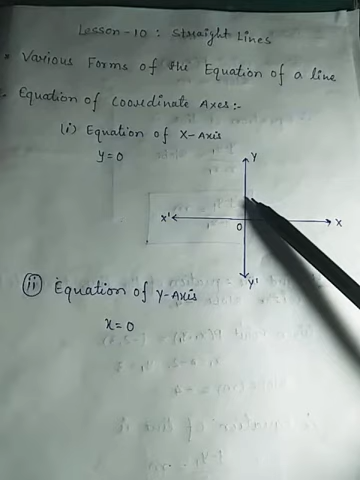 Lesson-10: Straight Lines
* Various Forms of the Equation of a line
Equation of Coordinate Axes:-
(i) Equation of X-Axis
y=0
Y
X'
O
X
Y'
(ii) Equation of Y-Axis
x=0